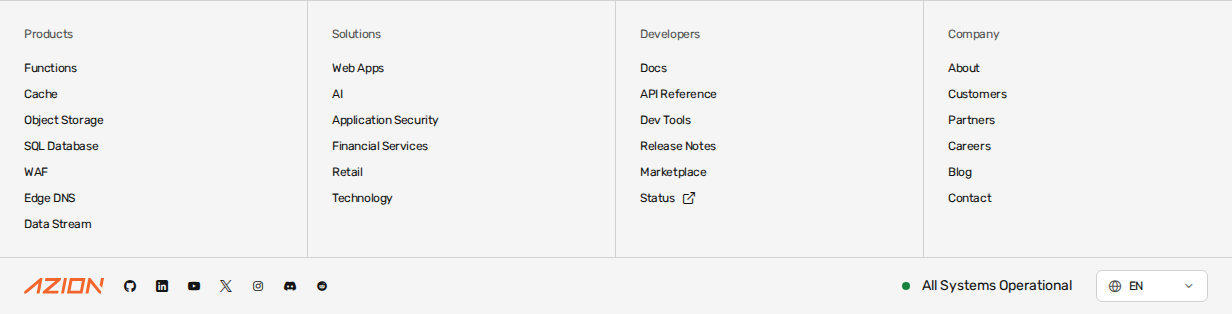 Products
Functions
Cache
Object Storage
SQL Database
WAF
Edge DNS
Data Stream
Solutions
Web Apps
AI
Application Security
Financial Services
Retail
Technology
Developers
Docs
API Reference
Dev Tools
Release Notes
Marketplace
Status
Company
About
Customers
Partners
Careers
Blog
Contact
AZION
All Systems Operational
EN